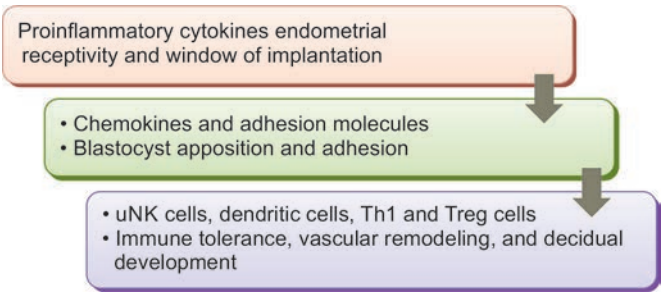 Proinflammatory cytokines endometrial
receptivity and window of implantation
• Chemokines and adhesion molecules
• Blastocyst apposition and adhesion
• uNK cells, dendritic cells, Th1 and Treg cells
• Immune tolerance, vascular remodeling, and decidual
development